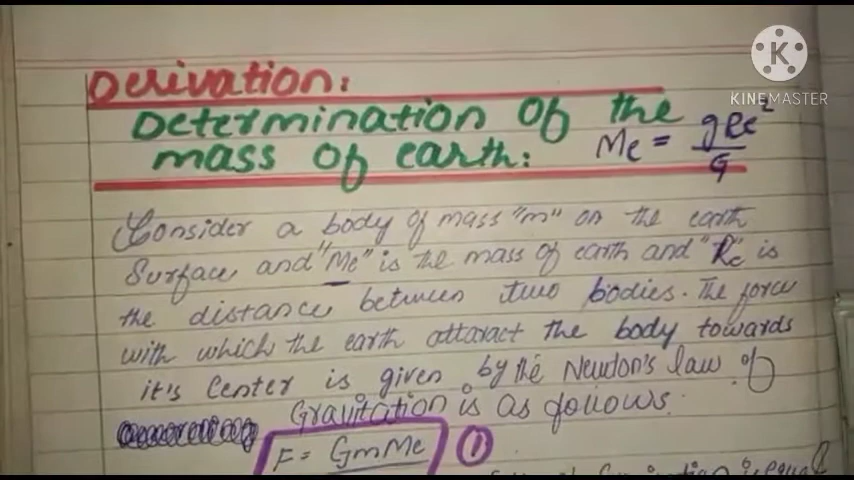 Derivation:
Determination of the
mass of earth: Me = gRe²/G
KINEMASTER
Consider a body of mass "m" on the earth
Surface and "Me" is the mass of earth and "Re" is
the distance between two bodies. The force
with which the earth attaract the body towards
it's Center is given by the Newton's law of
Gravitation is as follows.
F = GmMe ①
is equal